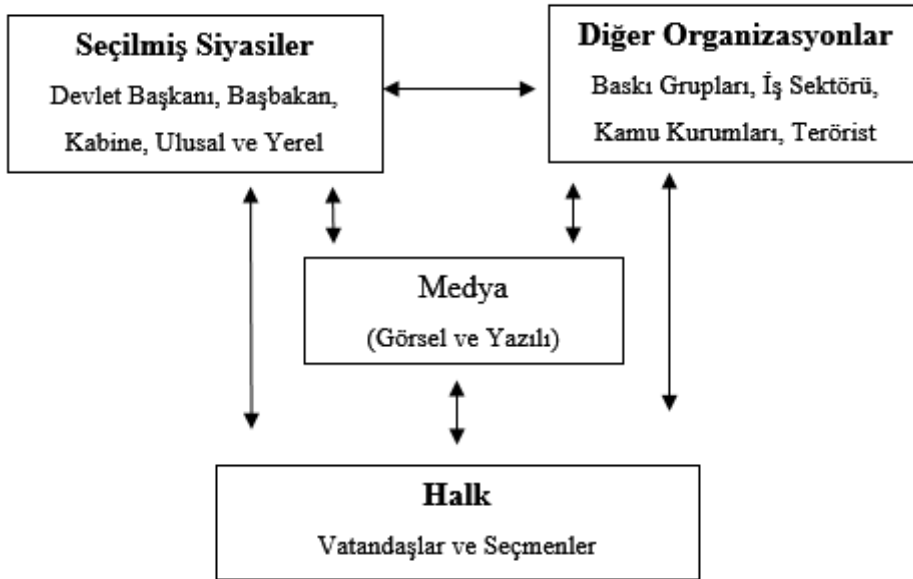 Seçilmiş Siyasiler
Devlet Başkanı, Başbakan,
Kabine, Ulusal ve Yerel
Diğer Organizasyonlar
Baskı Grupları, İş Sektörü,
Kamu Kurumları, Terörist
Medya
(Görsel ve Yazılı)
Halk
Vatandaşlar ve Seçmenler